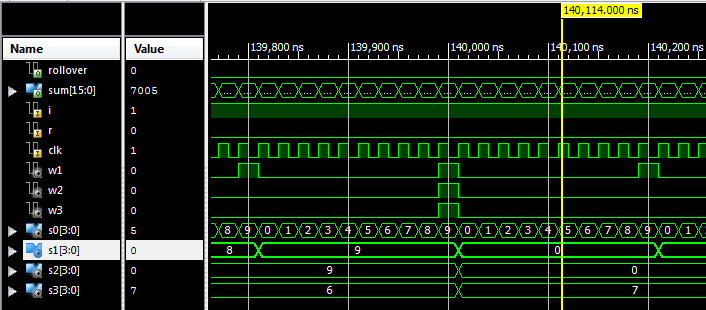 140,114.000 ns
Name Value
139,800 ns 139,900 ns 140,000 ns 140,100 ns 140,200 ns
rollover 0
sum[15:0] 7005 ... ... ... ... ... ... ... ... ... ... ... ... ... ... ... ... ... ... ... ... ... ... ... ... ...
i 1
r 0
clk 1
w1 0
w2 0
w3 0
s0[3:0] 5 8 9 0 1 2 3 4 5 6 7 8 9 0 1 2 3 4 5 6 7 8 9 0 1 2
s1[3:0] 0 8 9 0
s2[3:0] 0 9 0
s3[3:0] 7 6 7